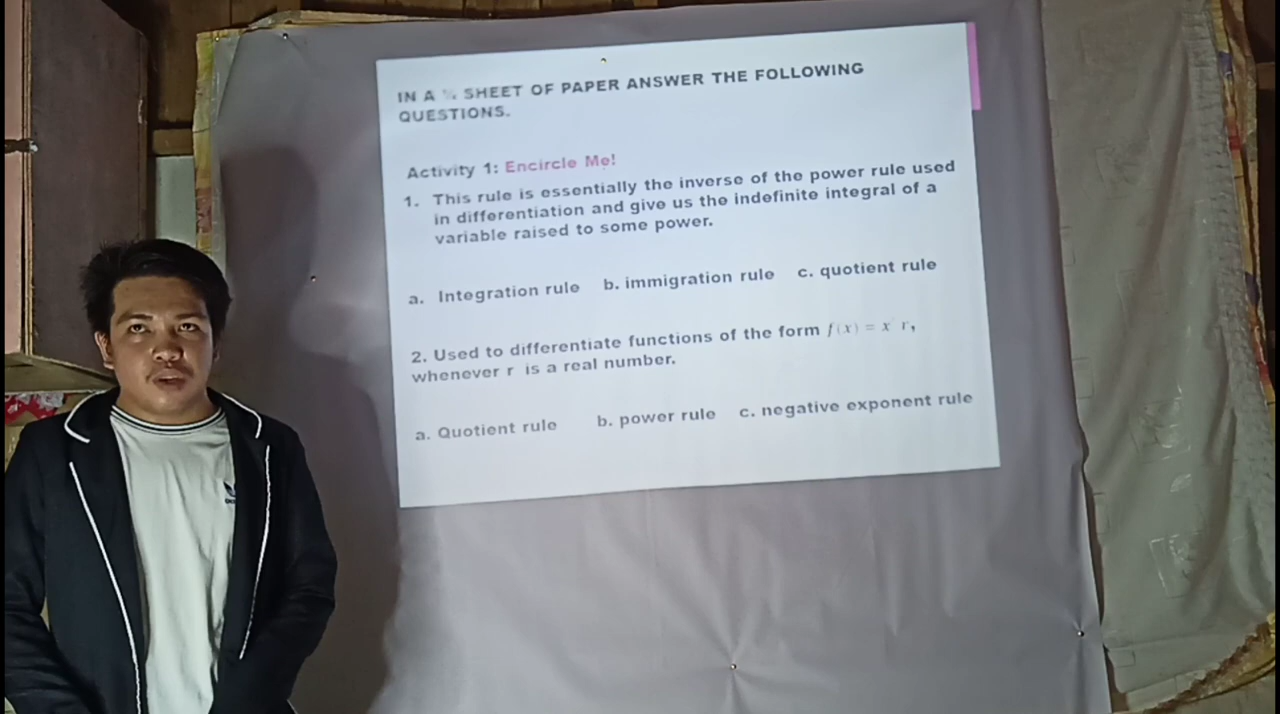 IN A ¼ SHEET OF PAPER ANSWER THE FOLLOWING
QUESTIONS.
Activity 1: Encircle Me!
1. This rule is essentially the inverse of the power rule used
in differentiation and give us the indefinite integral of a
variable raised to some power.
a. Integration rule b. immigration rule c. quotient rule
2. Used to differentiate functions of the form f(x) = x r,
whenever r is a real number.
a. Quotient rule b. power rule c. negative exponent rule